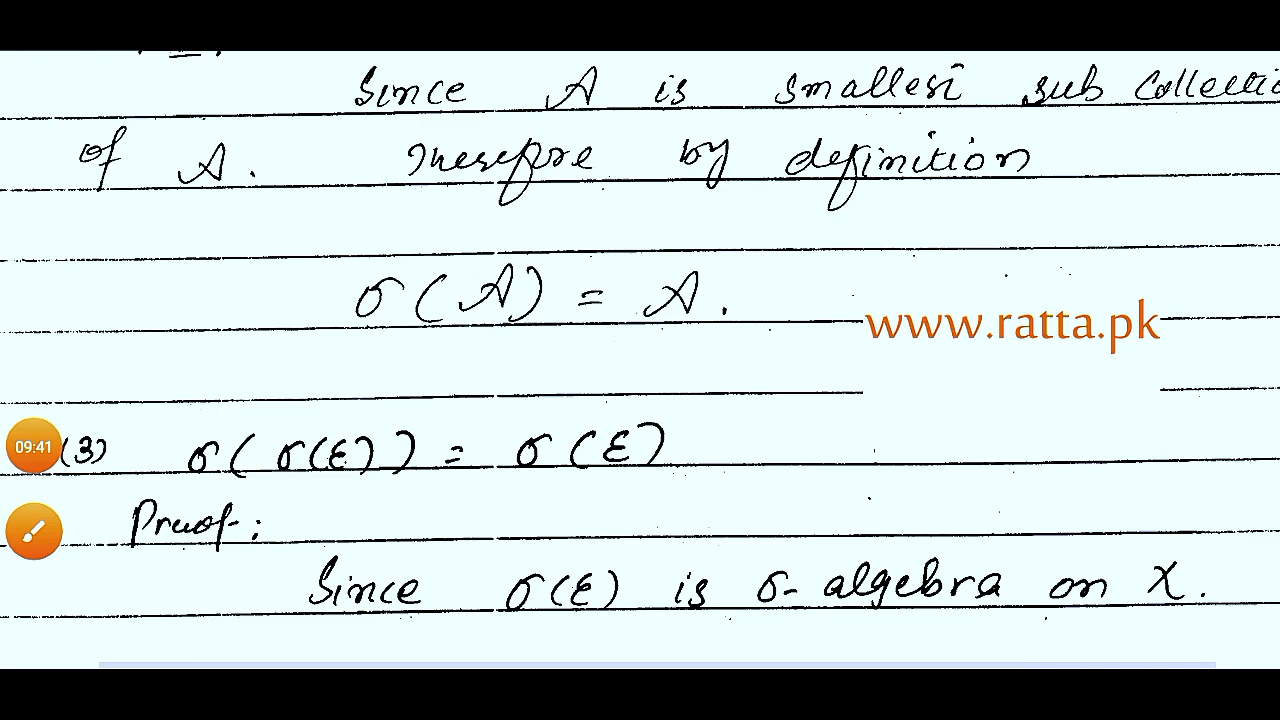 Since A is smallest sub collectio
of A. Therefore by definition
σ(A) = A.
www.ratta.pk
09:41
(3) σ(σ(ε)) = σ(ε)
Proof:
Since σ(ε) is σ-algebra on X.